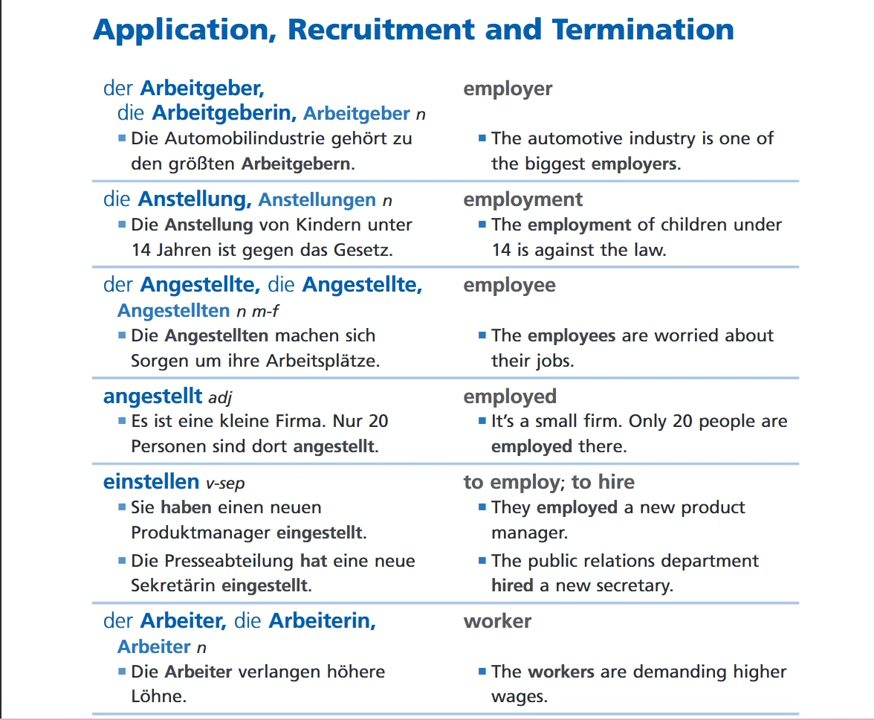 Application, Recruitment and Termination
der Arbeitgeber,
die Arbeitgeberin, Arbeitgeber n
employer
▪ Die Automobilindustrie gehört zu
den größten Arbeitgebern.
▪ The automotive industry is one of
the biggest employers.
die Anstellung, Anstellungen n
employment
▪ Die Anstellung von Kindern unter
14 Jahren ist gegen das Gesetz.
▪ The employment of children under
14 is against the law.
der Angestellte, die Angestellte,
Angestellten n m-f
employee
▪ Die Angestellten machen sich
Sorgen um ihre Arbeitsplätze.
▪ The employees are worried about
their jobs.
angestellt adj
employed
▪ Es ist eine kleine Firma. Nur 20
Personen sind dort angestellt.
▪ It's a small firm. Only 20 people are
employed there.
einstellen v-sep
to employ; to hire
▪ Sie haben einen neuen
Produktmanager eingestellt.
▪ They employed a new product
manager.
▪ Die Presseabteilung hat eine neue
Sekretärin eingestellt.
▪ The public relations department
hired a new secretary.
der Arbeiter, die Arbeiterin,
Arbeiter n
worker
▪ Die Arbeiter verlangen höhere
Löhne.
▪ The workers are demanding higher
wages.